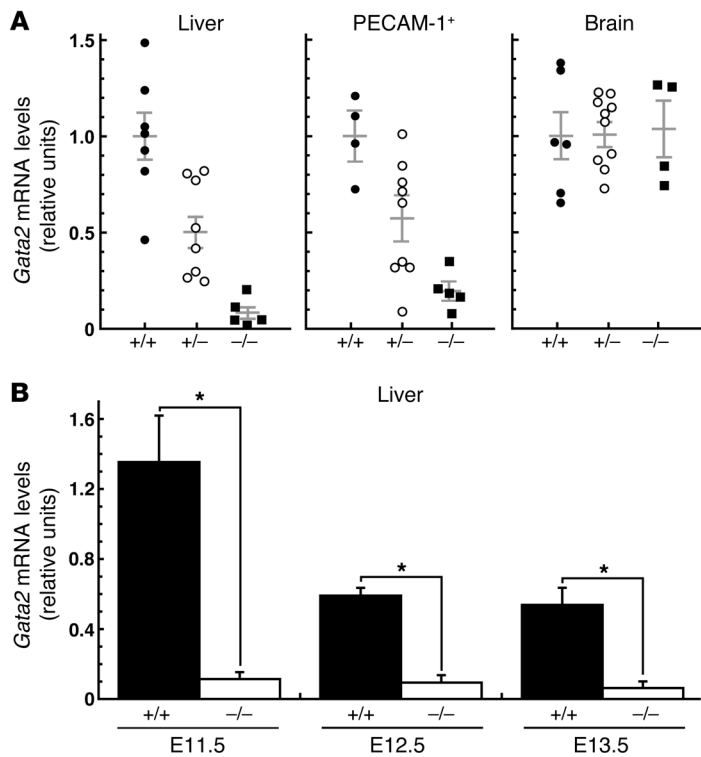 A
Liver
PECAM-1⁺
Brain
Gata2 mRNA levels
(relative units)
1.5
1.0
0.5
0
+/+ +/– –/–
+/+ +/– –/–
+/+ +/– –/–
B
Liver
Gata2 mRNA levels
(relative units)
1.6
1.2
0.8
0.4
0
* * *
+/+ –/– +/+ –/– +/+ –/–
E11.5 E12.5 E13.5